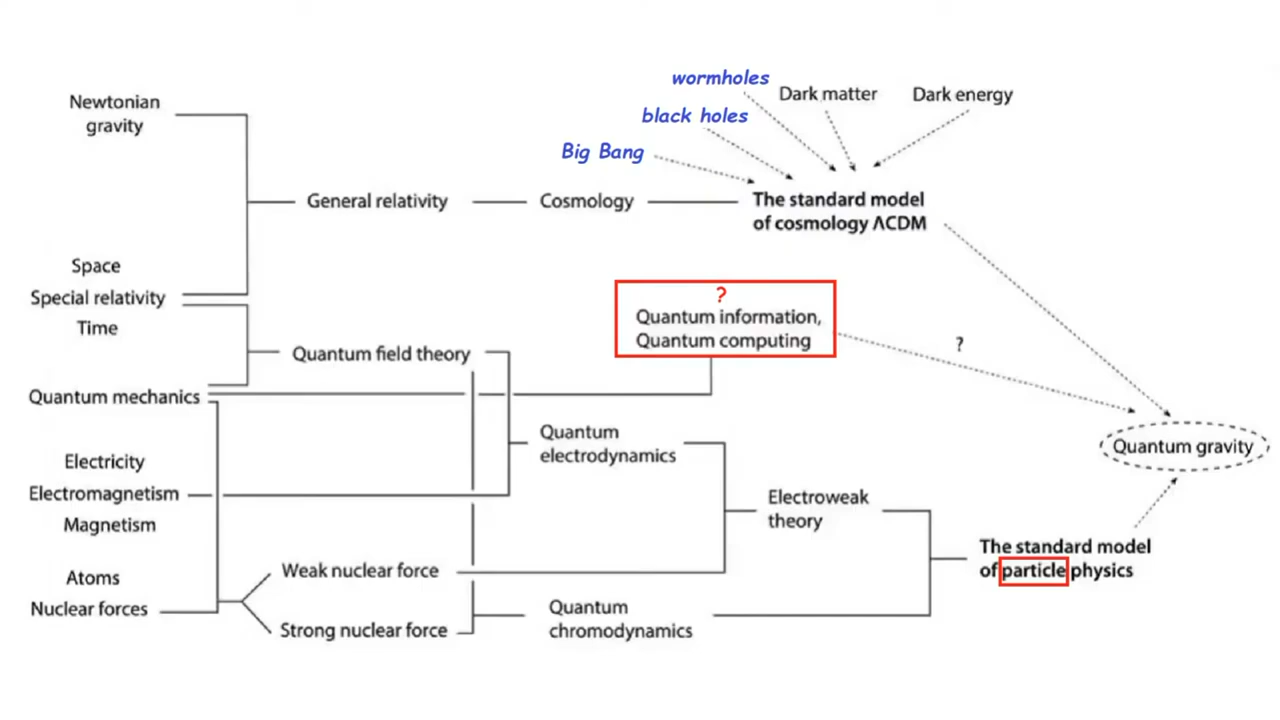 wormholes
Dark matter
Dark energy
Newtonian
gravity
black holes
Big Bang
General relativity
Cosmology
The standard model
of cosmology ΛCDM
Space
Special relativity
Time
?
Quantum information,
Quantum computing
?
Quantum field theory
Quantum mechanics
Quantum
electrodynamics
Quantum gravity
Electricity
Electromagnetism
Magnetism
Electroweak
theory
The standard model
of particle physics
Weak nuclear force
Atoms
Nuclear forces
Quantum
chromodynamics
Strong nuclear force